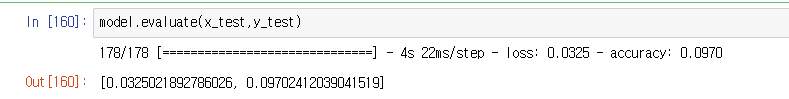 In [160]: model.evaluate(x_test,y_test)
178/178 [==============================] - 4s 22ms/step - loss: 0.0325 - accuracy: 0.0970
Out[160]: [0.0325021892786026, 0.09702412039041519]